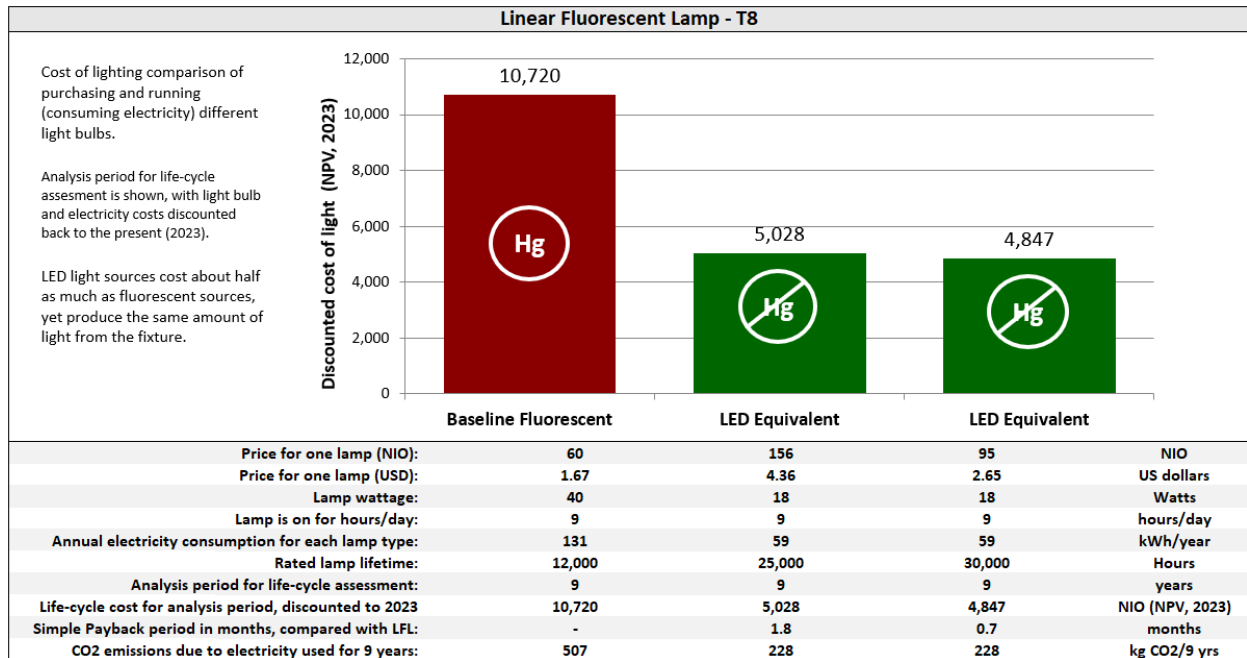 Linear Fluorescent Lamp - T8
Cost of lighting comparison of
purchasing and running
(consuming electricity) different
light bulbs.
Analysis period for life-cycle
assesment is shown, with light bulb
and electricity costs discounted
back to the present (2023).
LED light sources cost about half
as much as fluorescent sources,
yet produce the same amount of
light from the fixture.
Discounted cost of light (NPV, 2023)
12,000
10,000
8,000
6,000
4,000
2,000
0
10,720
5,028
4,847
Hg
Hg
Hg
Baseline Fluorescent LED Equivalent LED Equivalent
Price for one lamp (NIO): 60 156 95 NIO
Price for one lamp (USD): 1.67 4.36 2.65 US dollars
Lamp wattage: 40 18 18 Watts
Lamp is on for hours/day: 9 9 9 hours/day
Annual electricity consumption for each lamp type: 131 59 59 kWh/year
Rated lamp lifetime: 12,000 25,000 30,000 Hours
Analysis period for life-cycle assessment: 9 9 9 years
Life-cycle cost for analysis period, discounted to 2023 10,720 5,028 4,847 NIO (NPV, 2023)
Simple Payback period in months, compared with LFL: - 1.8 0.7 months
CO2 emissions due to electricity used for 9 years: 507 228 228 kg CO2/9 yrs